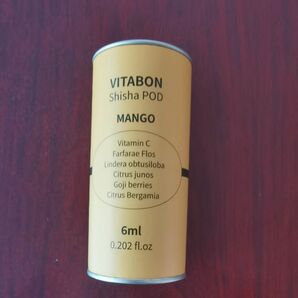 VITABON
Shisha POD
MANGO
Vitamin C
Farfarae Flos
Lindera obtusiloba
Citrus junos
Goji berries
Citrus Bergamia
6ml
0.202 fl.oz